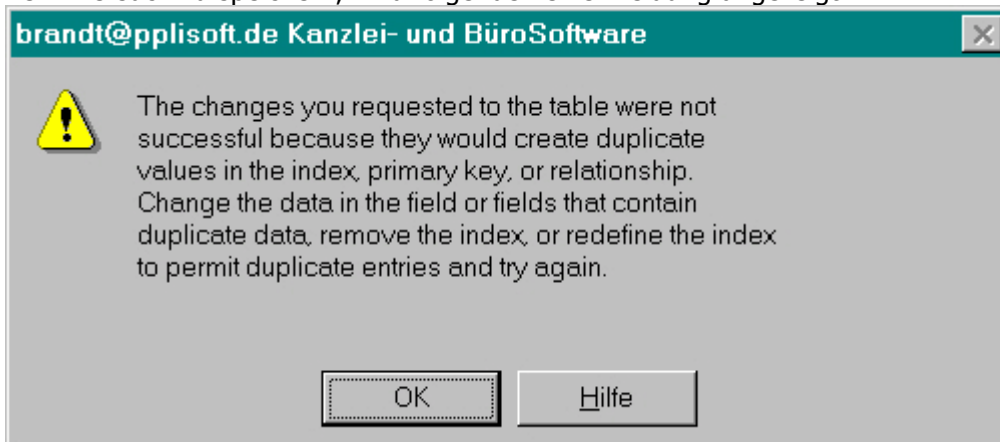 brandt@pplisoft.de Kanzlei- und BüroSoftware
The changes you requested to the table were not
successful because they would create duplicate
values in the index, primary key, or relationship.
Change the data in the field or fields that contain
duplicate data, remove the index, or redefine the index
to permit duplicate entries and try again.
OK Hilfe